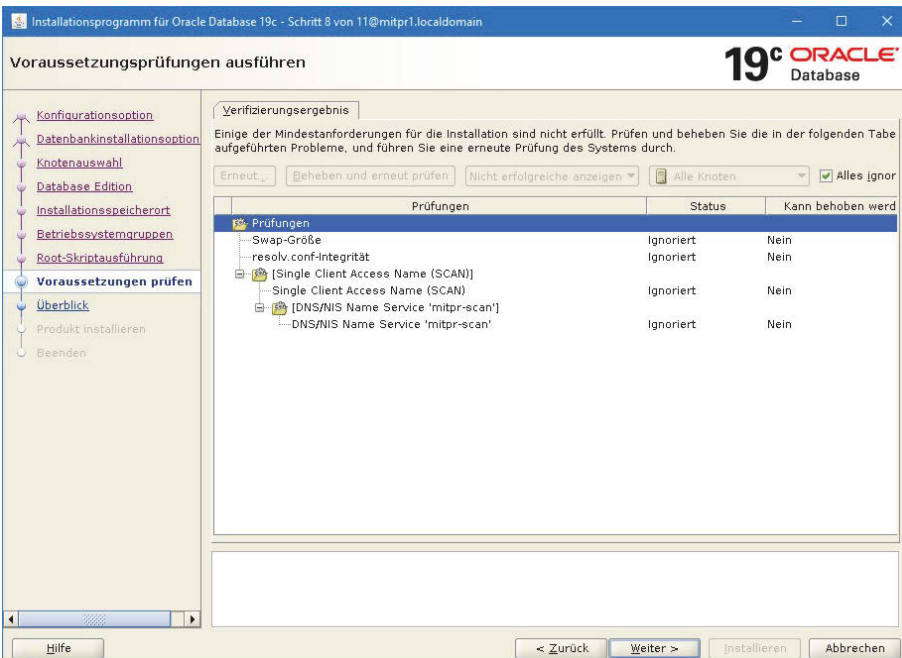 Installationsprogramm für Oracle Database 19c - Schritt 8 von 11@mitpr1.localdomain
Voraussetzungsprüfungen ausführen
19c ORACLE
Database
Konfigurationsoption
Datenbankinstallationsoption
Knotenauswahl
Database Edition
Installationsspeicherort
Betriebssystemgruppen
Root-Skriptausführung
Voraussetzungen prüfen
Überblick
Produkt installieren
Beenden
Verifizierungsergebnis
Einige der Mindestanforderungen für die Installation sind nicht erfüllt. Prüfen und beheben Sie die in der folgenden Tabe
aufgeführten Probleme, und führen Sie eine erneute Prüfung des Systems durch.
Erneut... Beheben und erneut prüfen Nicht erfolgreiche anzeigen Alle Knoten Alles ignor
Prüfungen Status Kann behoben werd
Prüfungen
Swap-Größe Ignoriert Nein
resolv.conf-Integrität Ignoriert Nein
[Single Client Access Name (SCAN)]
Single Client Access Name (SCAN) Ignoriert Nein
[DNS/NIS Name Service 'mitpr-scan']
DNS/NIS Name Service 'mitpr-scan' Ignoriert Nein
Hilfe < Zurück Weiter > Installieren Abbrechen